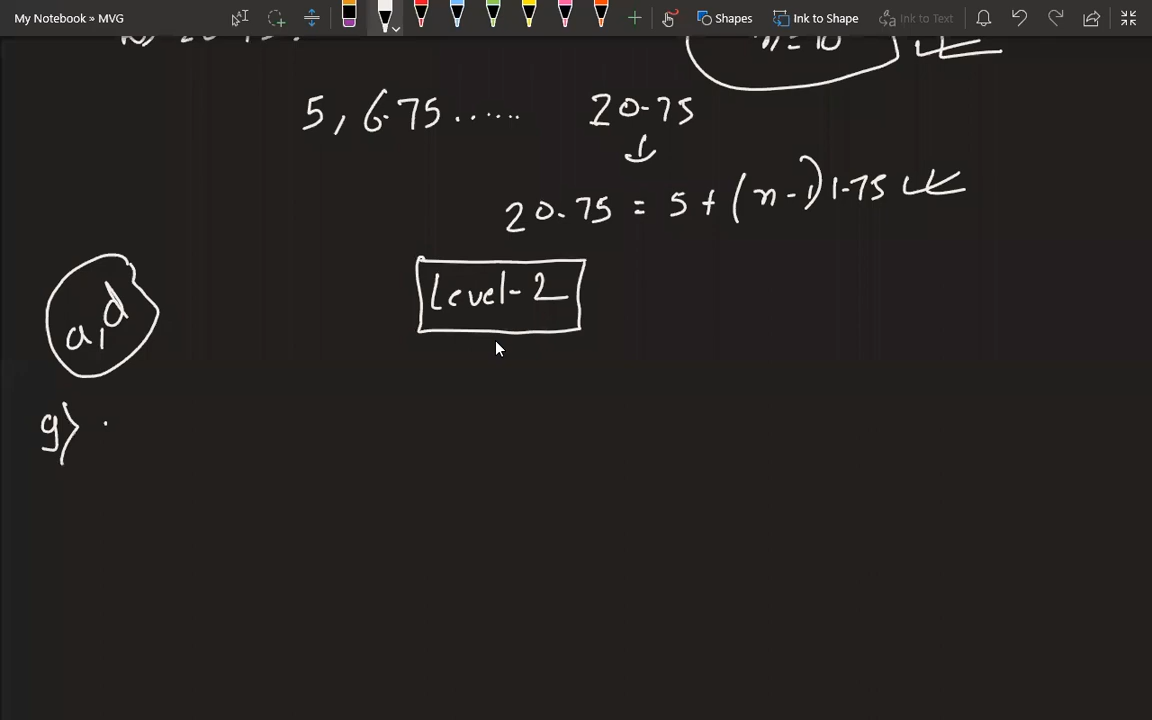 My Notebook » MVG
Shapes
Ink to Shape
Ink to Text
n = 10
5, 6.75...... 20.75
20.75 = 5 + (n-1) 1.75
Level-2
a,d
g)